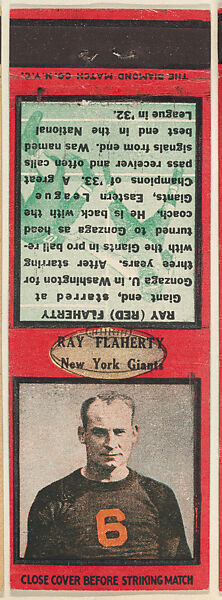 THE DIAMOND MATCH CO. N.Y.C.
RAY (RED) FLAHERTY
Giant end, starred at
Gonzaga U. in Washington for
three years. After starring
with the Giants in pro ball re-
turned to Gonzaga as head
coach. He is back with the
Giants, Eastern League
Champions of '33. A great
pass receiver and often calls
signals from end. Was named
best end in the National
League in '32.
RAY FLAHERTY
New York Giants
6
CLOSE COVER BEFORE STRIKING MATCH